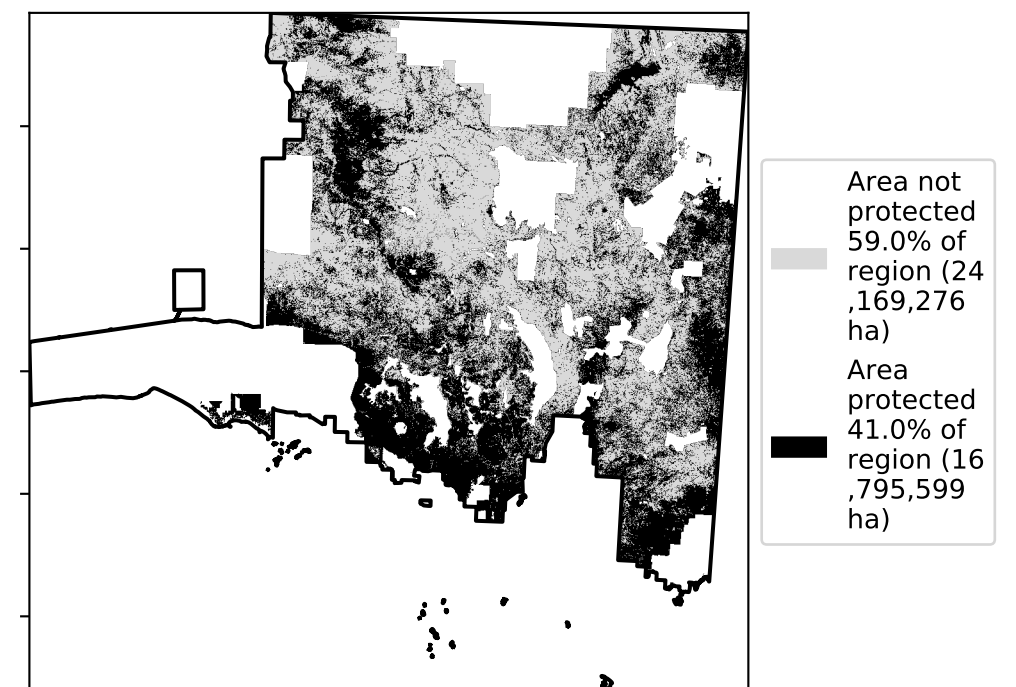 Area not
protected
59.0% of
region (24
,169,276
ha)
Area
protected
41.0% of
region (16
,795,599
ha)